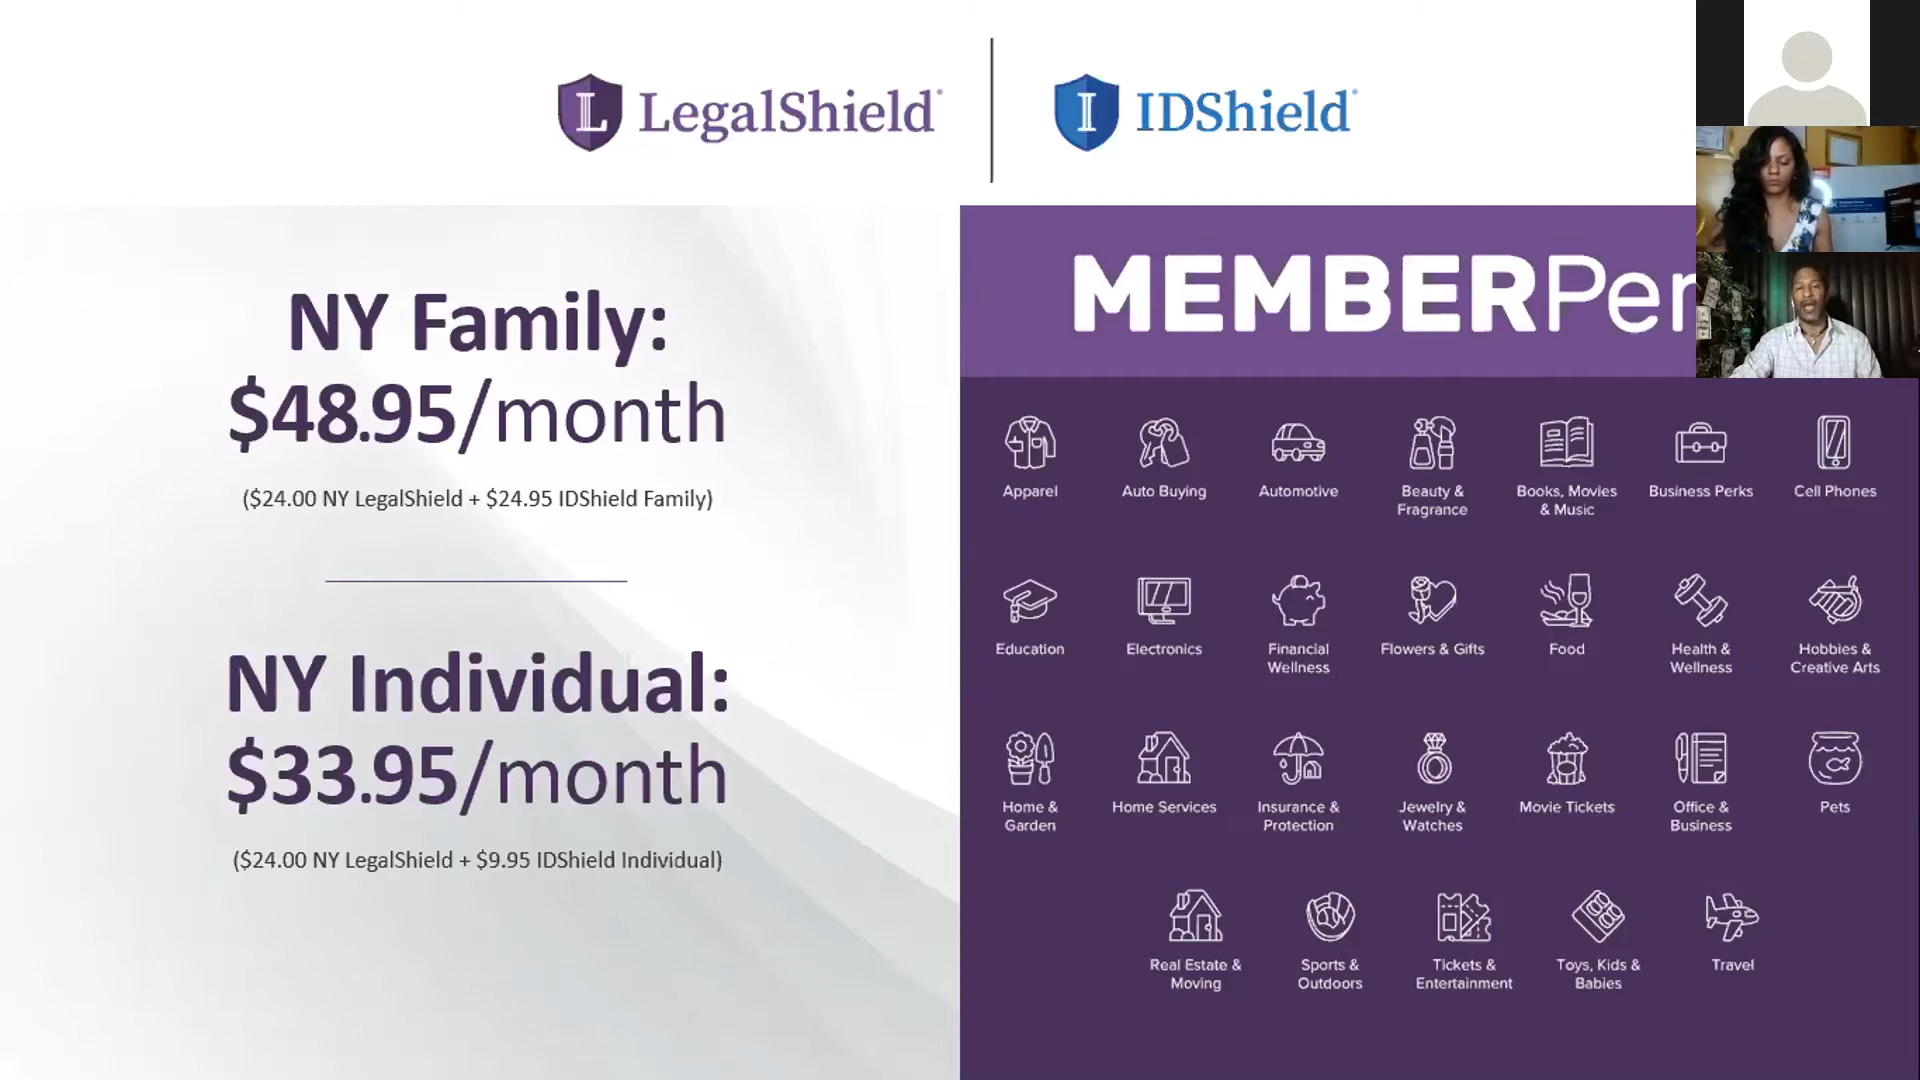 LegalShield
IDShield
NY Family:
$48.95/month
($24.00 NY LegalShield + $24.95 IDShield Family)
NY Individual:
$33.95/month
($24.00 NY LegalShield + $9.95 IDShield Individual)
MEMBERPer
Apparel
Auto Buying
Automotive
Beauty &
Fragrance
Books, Movies
& Music
Business Perks
Cell Phones
Education
Electronics
Financial
Wellness
Flowers & Gifts
Food
Health &
Wellness
Hobbies &
Creative Arts
Home &
Garden
Home Services
Insurance &
Protection
Jewelry &
Watches
Movie Tickets
Office &
Business
Pets
Real Estate &
Moving
Sports &
Outdoors
Tickets &
Entertainment
Toys, Kids &
Babies
Travel